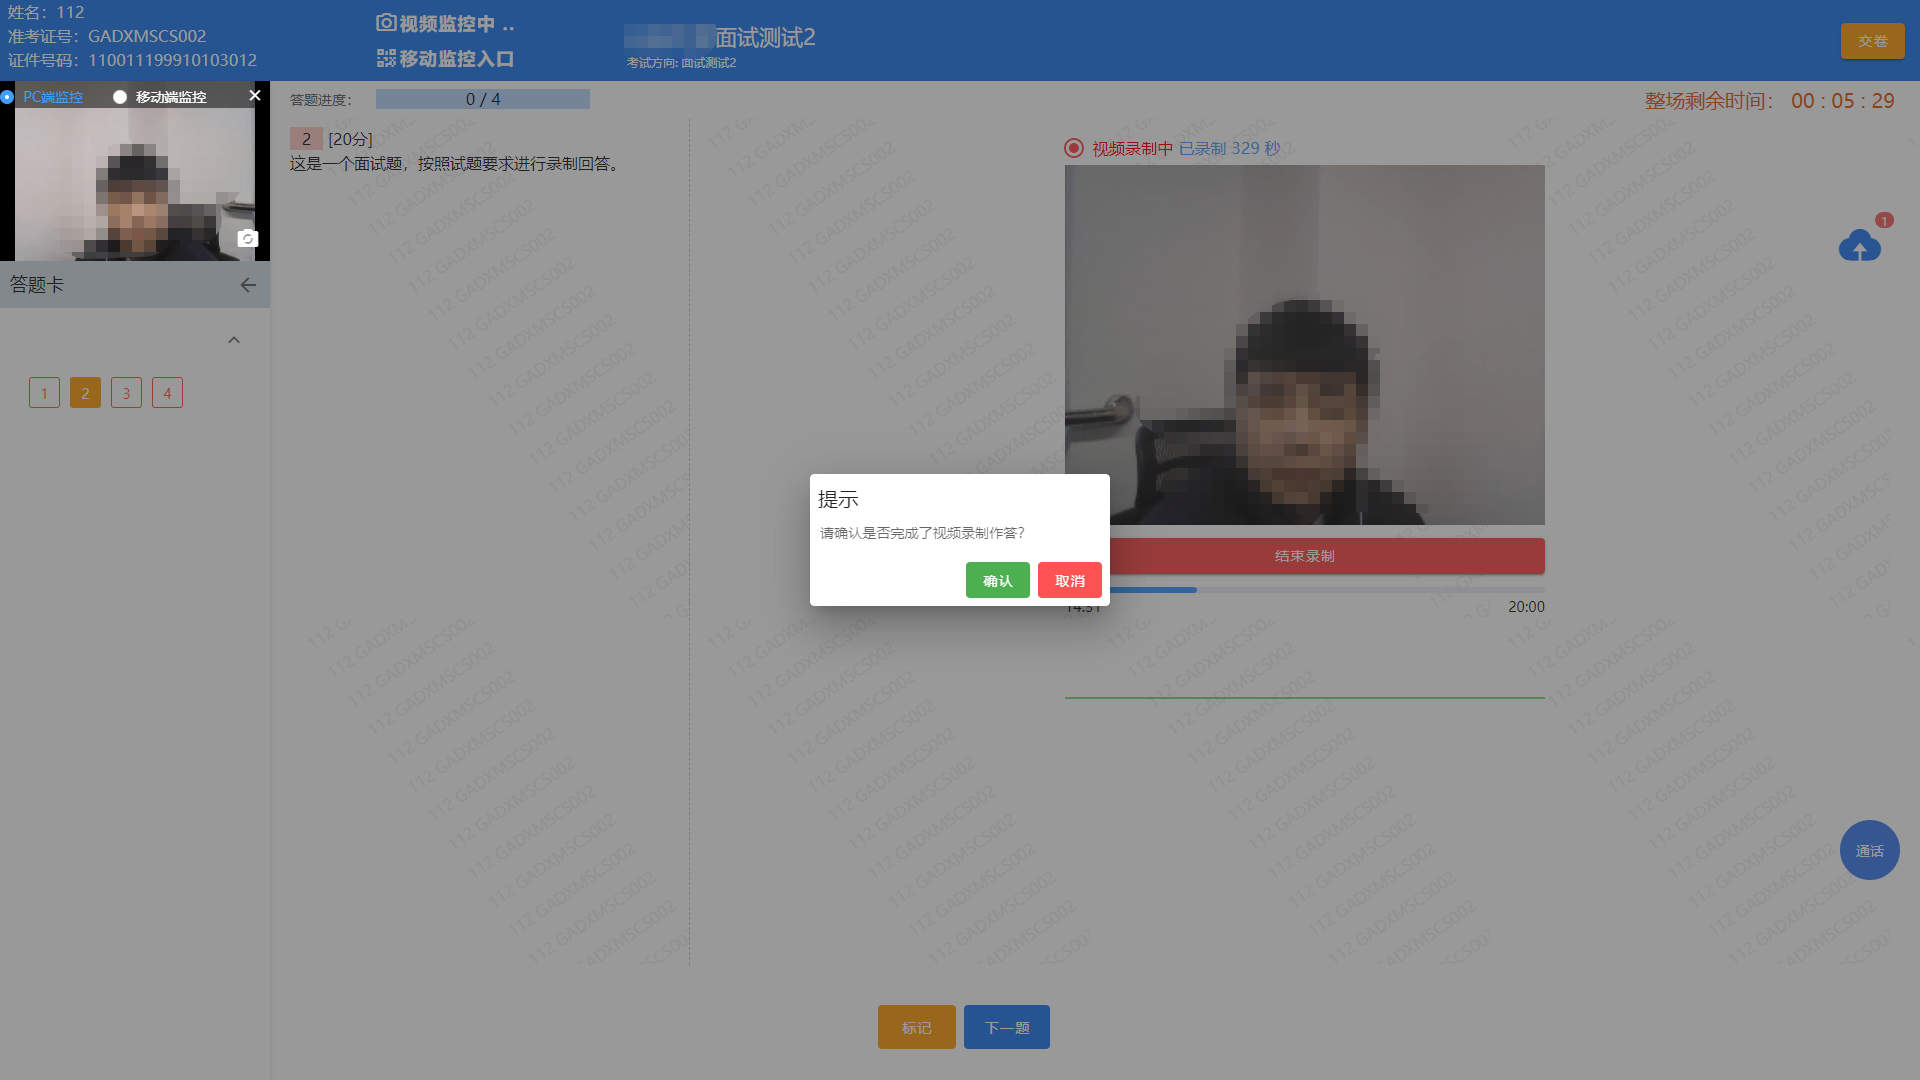 姓名：112
准考证号：GADXMSCS002
证件号码：110011199910103012
视频监控中 ..
移动监控入口
面试测试2
考试方向: 面试测试2
交卷
PC端监控 移动端监控
答题进度： 0 / 4
整场剩余时间： 00 : 05 : 29
2 [20分]
这是一个面试题，按照试题要求进行录制回答。
视频录制中 已录制 329 秒
1
答题卡
1 2 3 4
提示
请确认是否完成了视频录制作答?
确认 取消
结束录制
14:31 20:00
通话
标记 下一题
112 GADXMSCS002